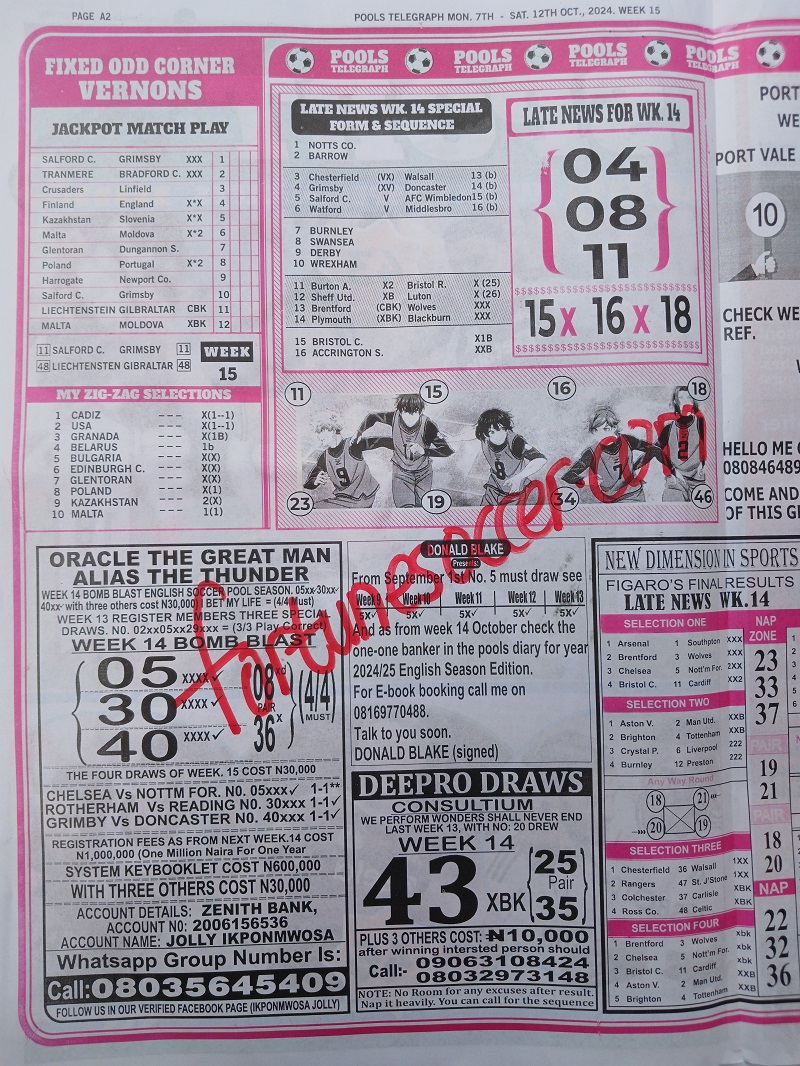 PAGE A2
POOLS TELEGRAPH MON. 7TH - SAT. 12TH OCT., 2024. WEEK 15
FIXED ODD CORNER
VERNONS
JACKPOT MATCH PLAY
SALFORD C. GRIMSBY XXX 1
TRANMERE BRADFORD C. XXX 2
Crusaders Linfield 3
Finland England X*X 4
Kazakhstan Slovenia X*X 5
Malta Moldova X*2 6
Glentoran Dungannon S. 7
Poland Portugal X*2 8
Harrogate Newport Co. 9
Salford C. Grimsby 10
LIECHTENSTEN GILBRALTAR CBK 11
MALTA MOLDOVA XBK 12
11 SALFORD C. GRIMSBY 11
48 LIECHTENSTEN GIBRALTAR 48
WEEK
15
MY ZIG-ZAG SELECTIONS
1 CADIZ --- X(1--1)
2 USA --- X(1--1)
3 GRANADA --- X(1B)
4 BELARUS --- 1b
5 BULGARIA --- X(X)
6 EDINBURGH C. --- X(X)
7 GLENTORAN --- X(X)
8 POLAND --- X(1)
9 KAZAKHSTAN --- 2(X)
10 MALTA --- 1(1)
POOLS TELEGRAPH
POOLS TELEGRAPH
POOLS TELEGRAPH
POOLS TELEGRAPH
LATE NEWS WK. 14 SPECIAL
FORM & SEQUENCE
1 NOTTS CO.
2 BARROW
3 Chesterfield (VX) Walsall 13 (b)
4 Grimsby (XV) Doncaster 14 (b)
5 Salford C. V AFC Wimbledon 15 (b)
6 Watford V Middlesbro 16 (b)
7 BURNLEY
8 SWANSEA
9 DERBY
10 WREXHAM
11 Burton A. X2 Bristol R. X (25)
12 Sheff Utd. XB Luton X (26)
13 Brentford (CBK) Wolves XXX
14 Plymouth (XBK) Blackburn XXX
15 BRISTOL C. X1B
16 ACCRINGTON S. XXB
LATE NEWS FOR WK. 14
04
08
11
15 x 16 x 18
11
15
16
18
9
8
7
2
23
19
34
46
fortunesoccer.com
PORT
WE
PORT VALE
10
CHECK WE
REF.
HELLO ME
080846489
COME AND
OF THIS G
ORACLE THE GREAT MAN
ALIAS THE THUNDER
WEEK 14 BOMB BLAST ENGLISH SOCCER POOL SEASON. 05xx-30xx-
40xx- with three others cost N30,000) (BET MY LIFE = (4/4 Must)
WEEK 13 REGISTER MEMBERS THREE SPECIAL
DRAWS. NO. 02xx05xx29xxx = (3/3 Play Correct)
WEEK 14 BOMB BLAST
05 XXXX✓
30 XXXX✓
40 XXXX✓
08
PAIR
36 X
(4/4)
MUST
THE FOUR DRAWS OF WEEK. 15 COST N30,000
CHELSEA Vs NOTTM FOR. N0. 05xxx✓ 1-1**
ROTHERHAM Vs READING N0. 30xxx 1-1✓
GRIMBY Vs DONCASTER N0. 40xxx 1-1✓
REGISTRATION FEES AS FROM NEXT WEEK.14 COST
N1,000,000 (One Million Naira For One Year
SYSTEM KEYBOOKLET COST N600,000
WITH THREE OTHERS COST N30,000
ACCOUNT DETAILS: ZENITH BANK,
ACCOUNT N0: 2006156536
ACCOUNT NAME: JOLLY IKPONMWOSA
Whatsapp Group Number Is:
Call:08035645409
FOLLOW US IN OUR VERIFIED FACEBOOK PAGE (IKPONMWOSA JOLLY)
DONALD BLAKE
Presents:
From September 1st No. 5 must draw see
Week 9 Week 10 Week 11 Week 12 Week 13
5X✓ 5X✓ 5X✓ 5X✓ 5X✓
And as from week 14 October check the
one-one banker in the pools diary for year
2024/25 English Season Edition.
For E-book booking call me on
08169770488.
Talk to you soon.
DONALD BLAKE (signed)
DEEPRO DRAWS
CONSULTIUM
WE PERFORM WONDERS SHALL NEVER END
LAST WEEK 13, WITH NO: 20 DREW
WEEK 14
43 XBK
25
Pair
35
PLUS 3 OTHERS COST: ₦10,000
after winning intersted person should
Call:- 09063108424
08032973148
NOTE: No Room for any excuses after result.
Nap it heavily. You can call for the sequence
NEW DIMENSION IN SPORTS
FIGARO'S FINAL RESULTS
LATE NEWS WK.14
SELECTION ONE
1 Arsenal 1 Southpton XXX
2 Brentford 3 Wolves XXX
3 Chelsea 5 Nott'm For. 2XX
4 Bristol C. 11 Cardiff XX2
SELECTION TWO
1 Aston V. 2 Man Utd. XXB
2 Brighton 4 Tottenham XXB
3 Crystal P. 6 Liverpool 222
4 Burnley 12 Preston 222
Any Way Round
18 21
20 19
SELECTION THREE
1 Chesterfield 36 Walsall 1XX
2 Rangers 47 St. J'Stone 1XX
3 Colchester 37 Carlisle XBK
4 Ross Co. 48 Celtic XBK
SELECTION FOUR
1 Brentford 3 Wolves xbk
2 Chelsea 5 Nott'm For. xbk
3 Bristol C. 11 Cardiff xbk
4 Aston V. 2 Man Utd. XXB
5 Brighton 4 Tottenham XXB
NAP
ZONE
23
33
37
PAIR
19
21
PAIR
18
20
NAP
22
32
36